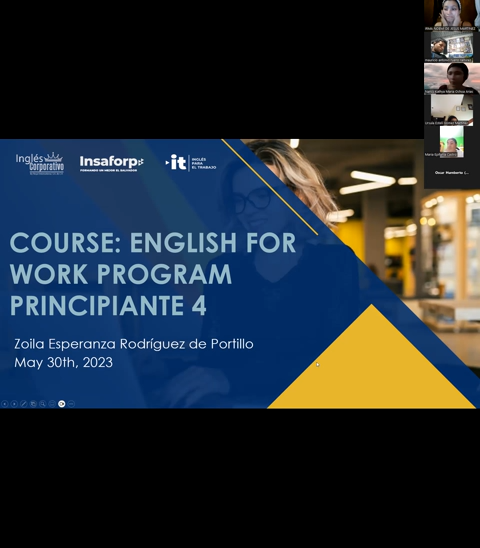 Inglés
Corporativo
Insaforp
FORMANDO UN MEJOR EL SALVADOR
it
INGLÉS
PARA
EL TRABAJO
COURSE: ENGLISH FOR
WORK PROGRAM
PRINCIPIANTE 4
Zoila Esperanza Rodríguez de Portillo
May 30th, 2023